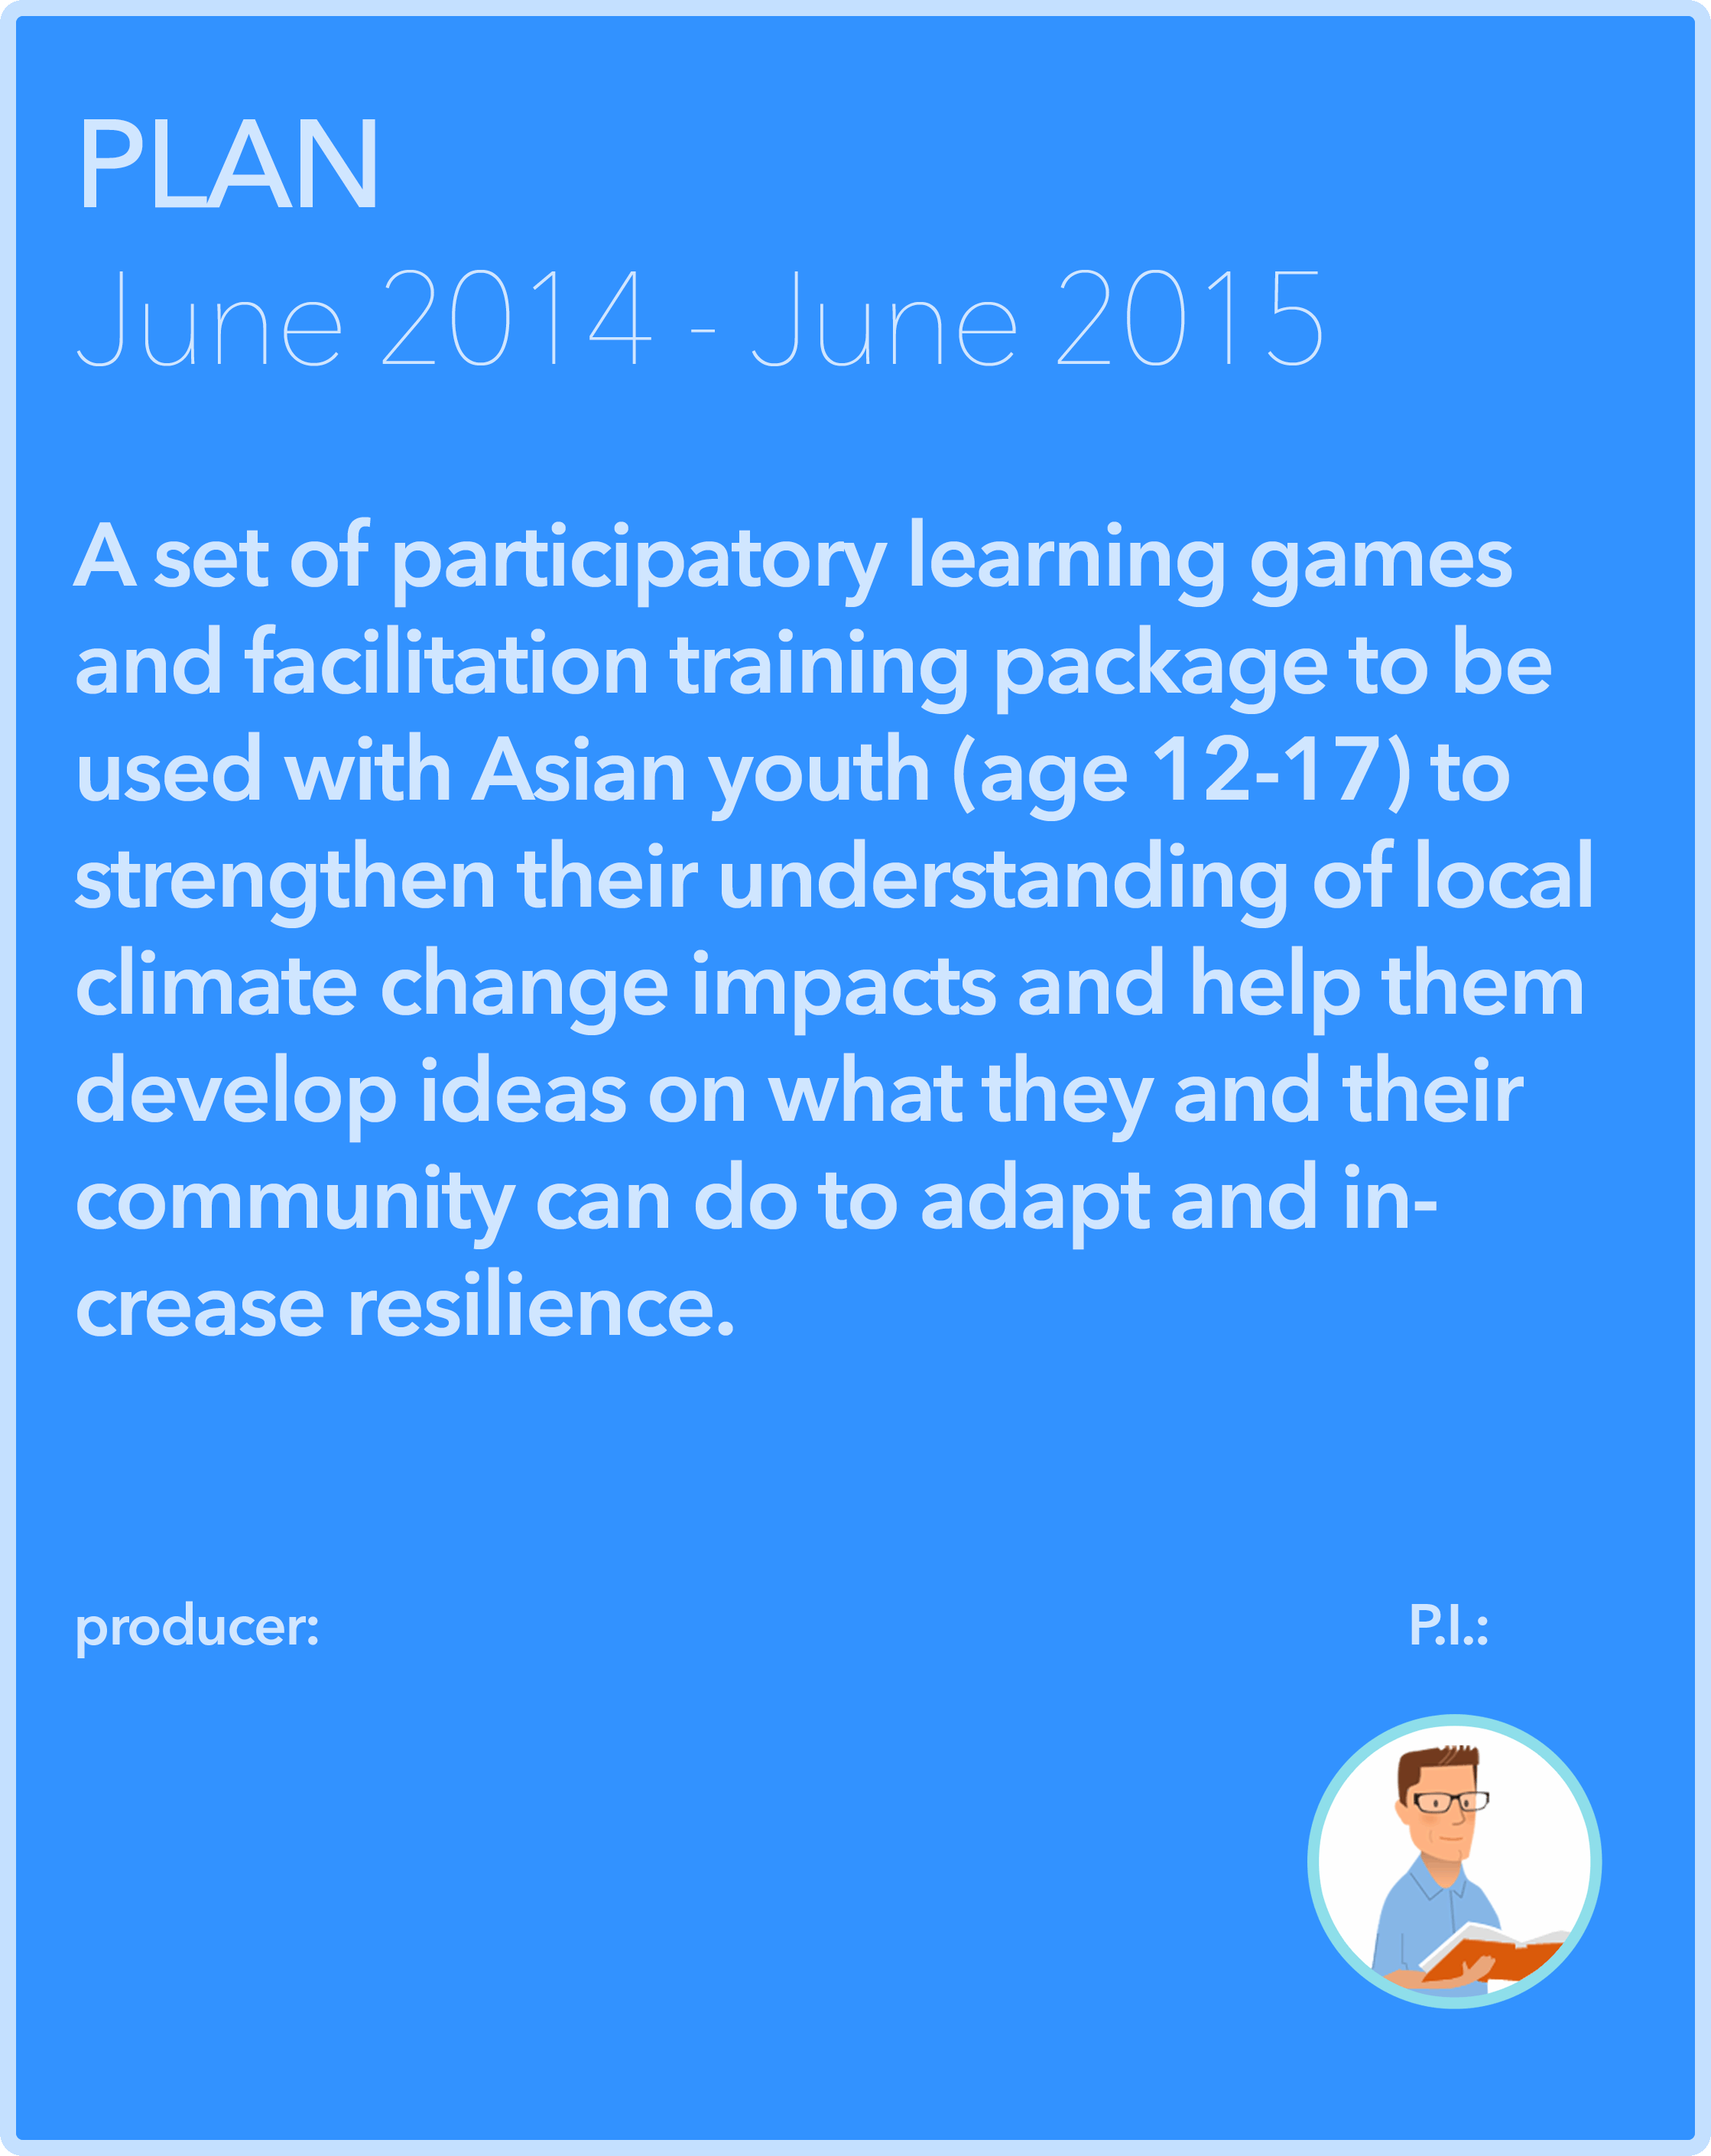 PLAN
June 2014 - June 2015
A set of participatory learning games
and facilitation training package to be
used with Asian youth (age 12-17) to
strengthen their understanding of local
climate change impacts and help them
develop ideas on what they and their
community can do to adapt and in-
crease resilience.
producer:
P.I.: